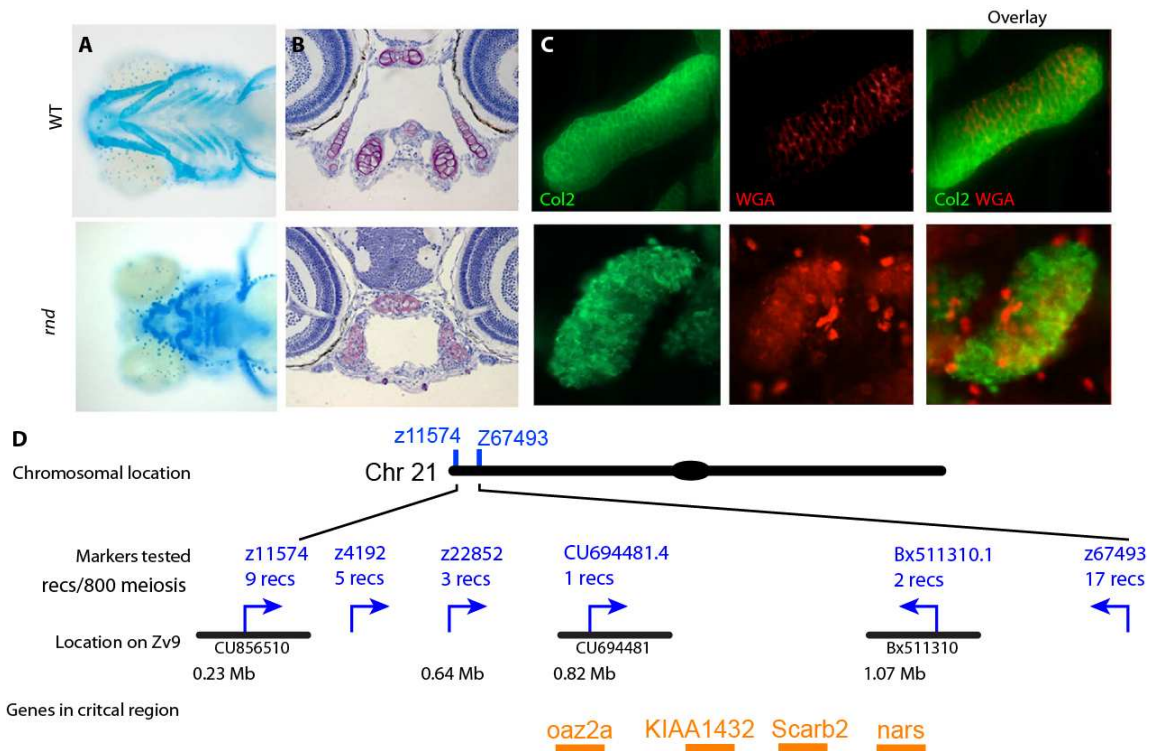 Overlay
A
B
C
WT
Col2
WGA
Col2 WGA
rnd
D
z11574
Z67493
Chromosomal location
Chr 21
Markers tested
z11574
z4192
z22852
CU694481.4
Bx511310.1
z67493
recs/800 meiosis
9 recs
5 recs
3 recs
1 recs
2 recs
17 recs
Location on Zv9
CU856510
CU694481
Bx511310
0.23 Mb
0.64 Mb
0.82 Mb
1.07 Mb
Genes in critcal region
oaz2a
KIAA1432
Scarb2
nars